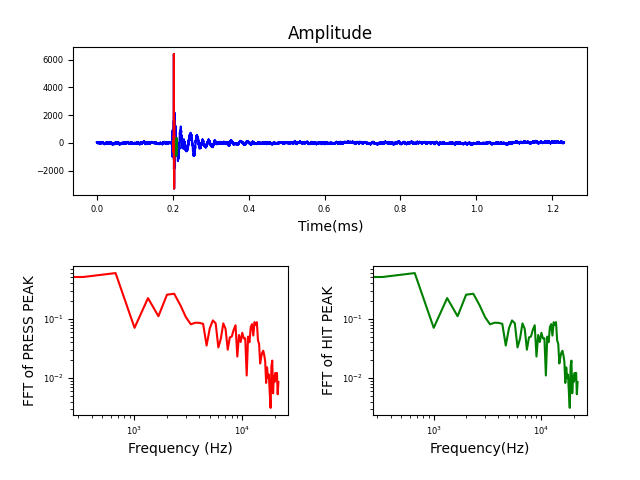 Amplitude
6000
4000
2000
0
−2000
0.0 0.2 0.4 0.6 0.8 1.0 1.2
Time(ms)
FFT of PRESS PEAK
10⁻¹
10⁻²
10³ 10⁴
Frequency (Hz)
FFT of HIT PEAK
10⁻¹
10⁻²
10³ 10⁴
Frequency(Hz)